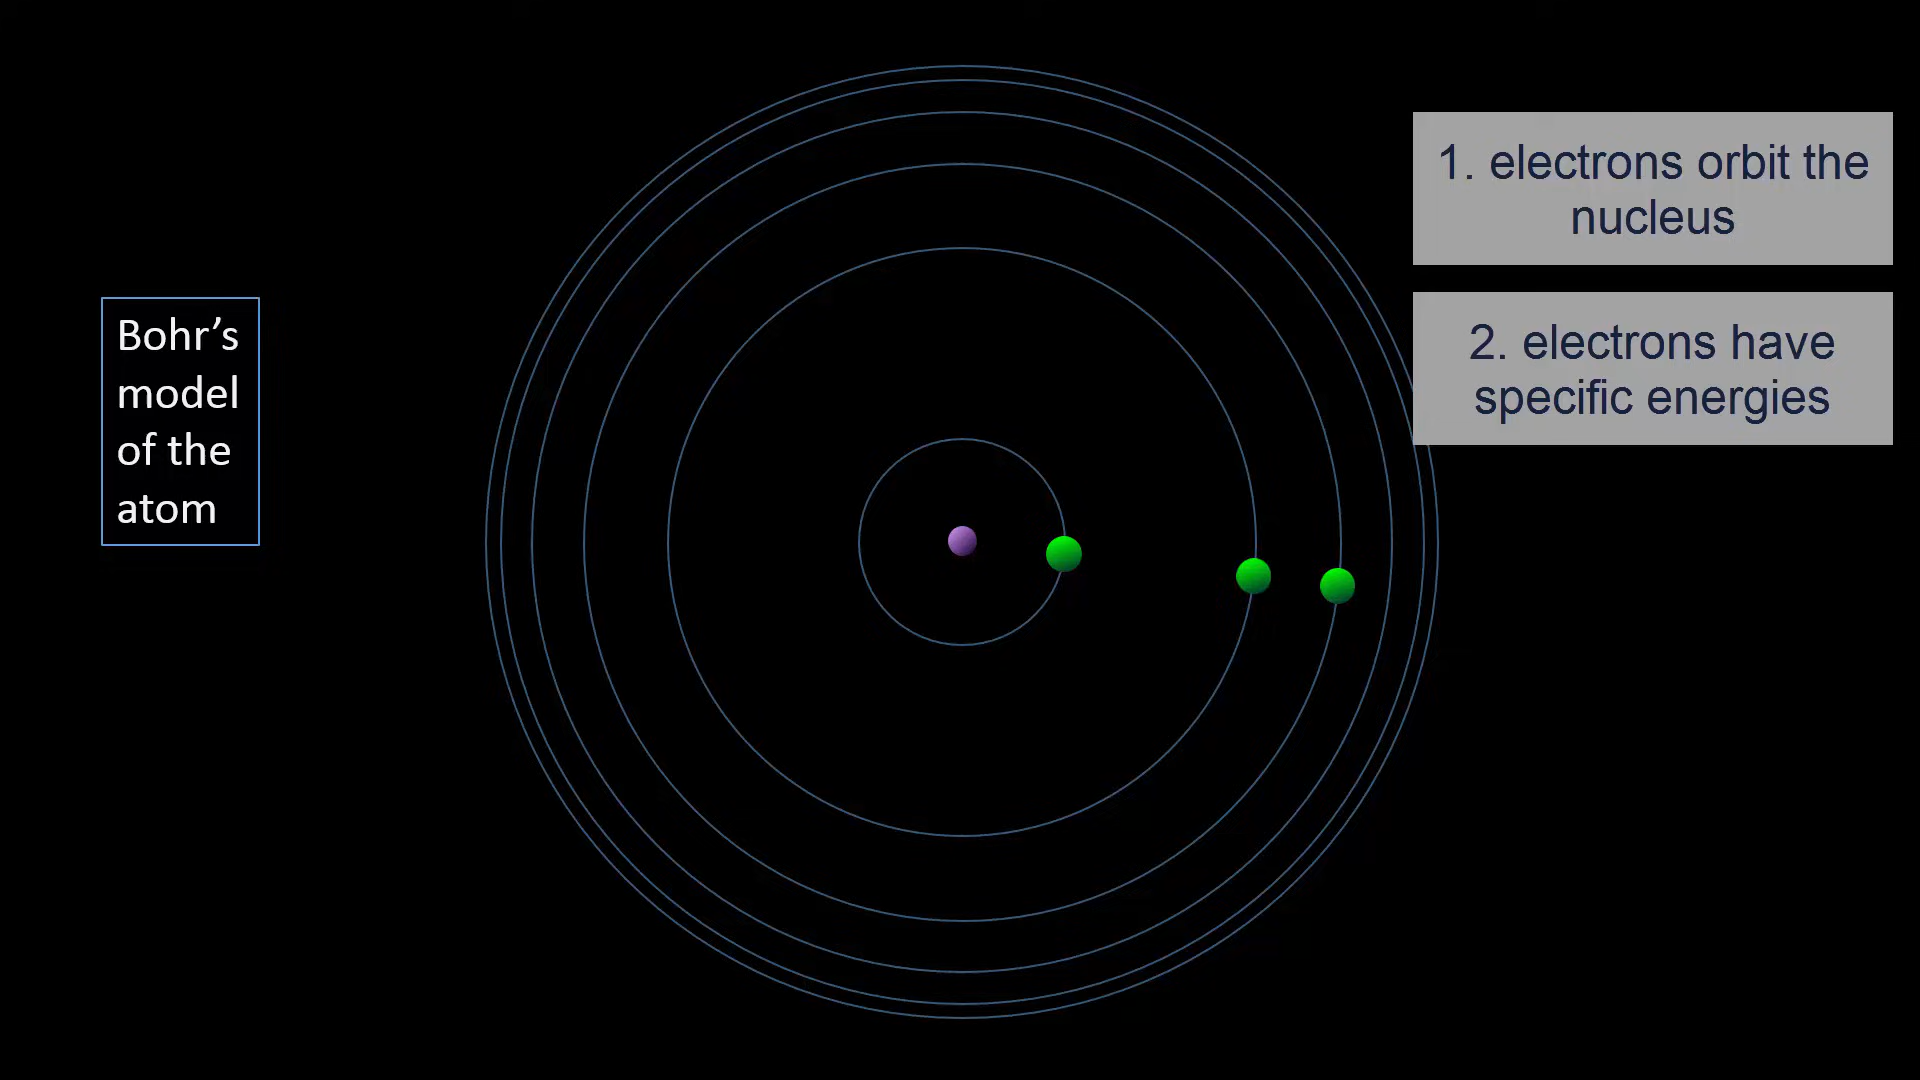 Bohr’s
model
of the
atom
1. electrons orbit the
nucleus
2. electrons have
specific energies